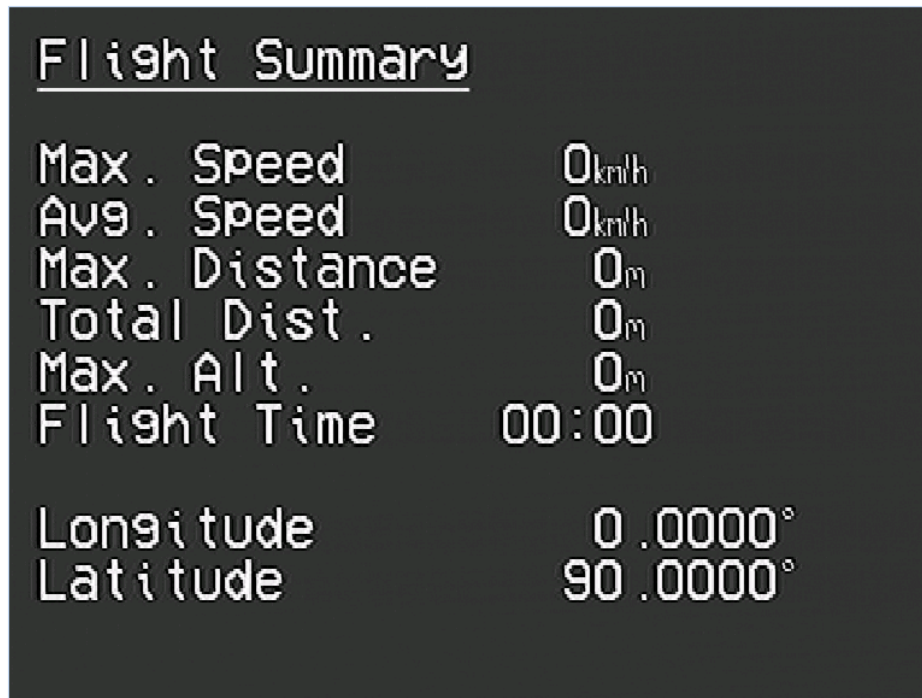 Flight Summary
Max. Speed 0km/h
Avg. Speed 0km/h
Max. Distance 0m
Total Dist. 0m
Max. Alt. 0m
Flight Time 00:00
Longitude 0.0000°
Latitude 90.0000°